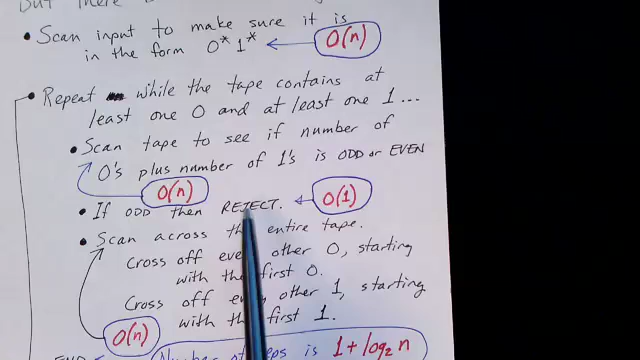 But there
• Scan input to make sure it is
in the form 0* 1* O(n)
• Repeat while the tape contains at
least one 0 and at least one 1 ...
• Scan tape to see if number of
0's plus number of 1's is ODD or EVEN
O(n)
• If ODD then REJECT. O(1)
• Scan across the entire tape.
Cross off every other 0, starting
with the first 0.
Cross off every other 1, starting
with the first 1.
O(n)
END Number of is 1 + log₂ n